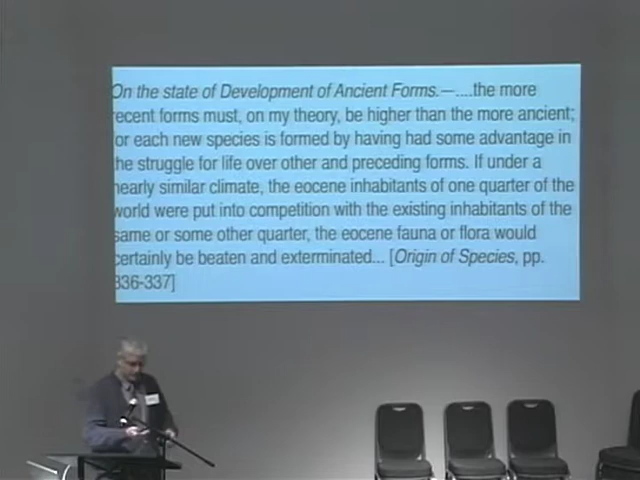 On the state of Development of Ancient Forms.—....the more
recent forms must, on my theory, be higher than the more ancient;
for each new species is formed by having had some advantage in
the struggle for life over other and preceding forms. If under a
nearly similar climate, the eocene inhabitants of one quarter of the
world were put into competition with the existing inhabitants of the
same or some other quarter, the eocene fauna or flora would
certainly be beaten and exterminated... [Origin of Species, pp.
336-337]